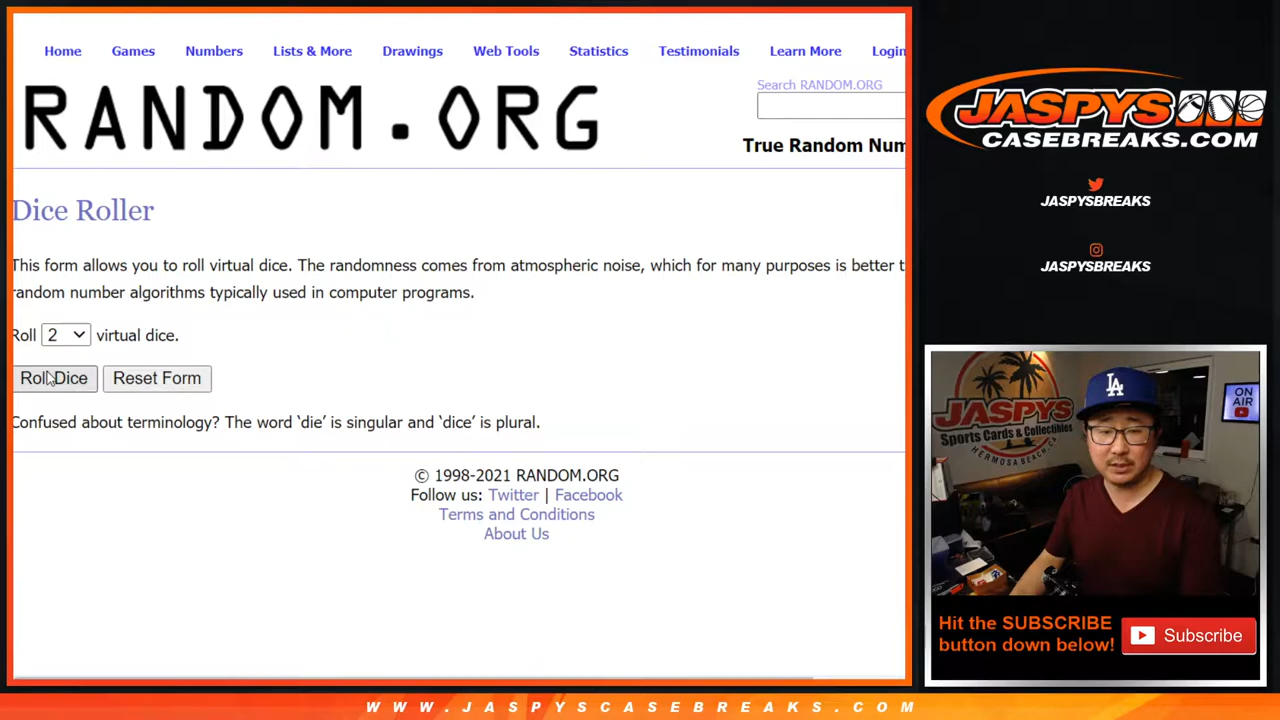 Home Games Numbers Lists & More Drawings Web Tools Statistics Testimonials Learn More Login
RANDOM.ORG
Search RANDOM.ORG
True Random Num
Dice Roller
This form allows you to roll virtual dice. The randomness comes from atmospheric noise, which for many purposes is better t
random number algorithms typically used in computer programs.
Roll 2 virtual dice.
Roll Dice Reset Form
Confused about terminology? The word ‘die’ is singular and ‘dice’ is plural.
© 1998-2021 RANDOM.ORG
Follow us: Twitter | Facebook
Terms and Conditions
About Us
JASPYS
CASEBREAKS.COM
JASPYSBREAKS
JASPYSBREAKS
JASPYS
Sports Cards & Collectibles
HERMOSA BEACH, CA
LA
ON
AIR
Hit the SUBSCRIBE
button down below!
Subscribe
WWW.JASPYSCASEBREAKS.COM